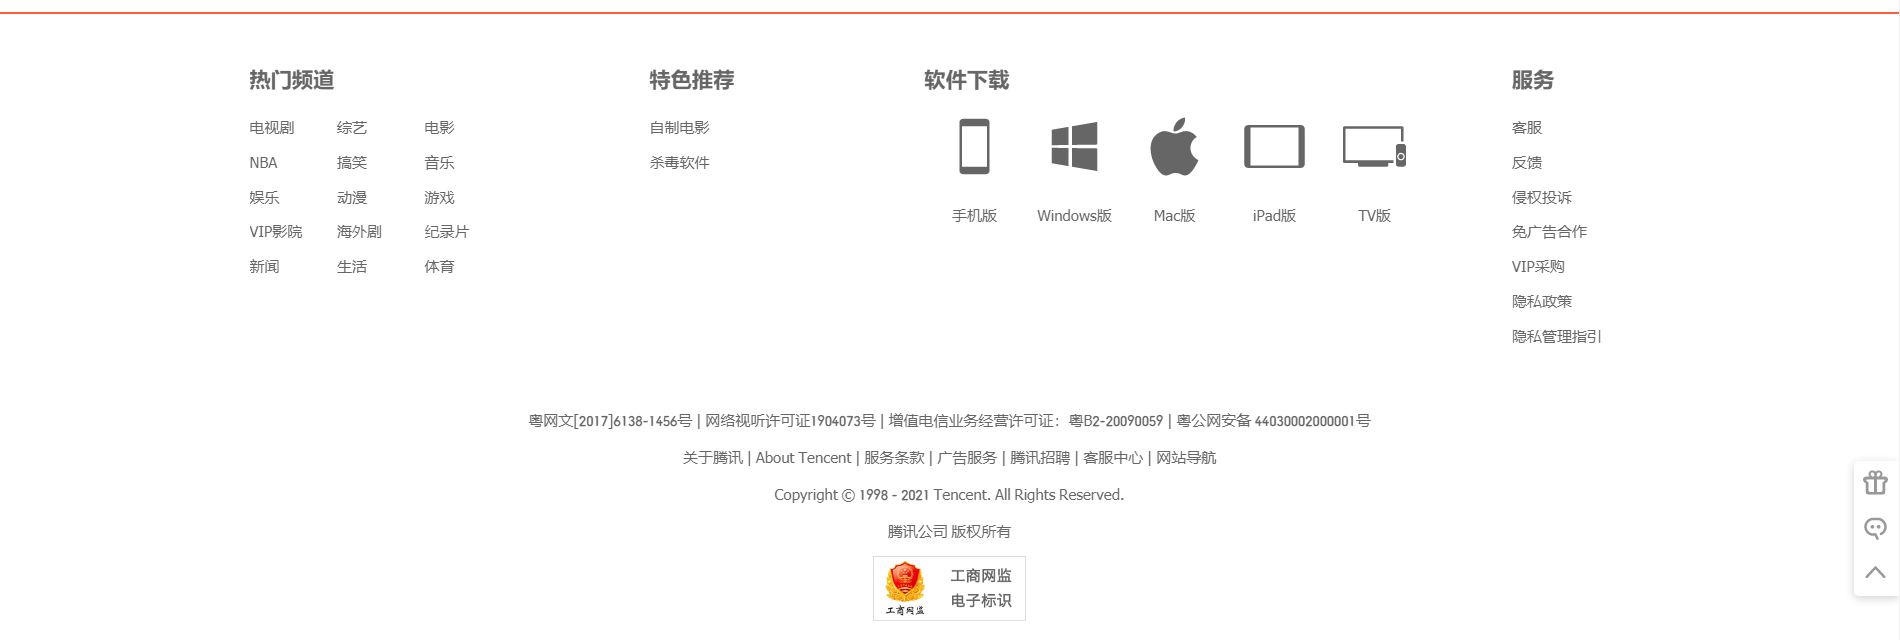 热门频道
电视剧 综艺 电影
NBA 搞笑 音乐
娱乐 动漫 游戏
VIP影院 海外剧 纪录片
新闻 生活 体育
特色推荐
自制电影
杀毒软件
软件下载
手机版 Windows版 Mac版 iPad版 TV版
服务
客服
反馈
侵权投诉
免广告合作
VIP采购
隐私政策
隐私管理指引
粤网文[2017]6138-1456号 | 网络视听许可证1904073号 | 增值电信业务经营许可证：粤B2-20090059 | 粤公网安备 44030002000001号
关于腾讯 | About Tencent | 服务条款 | 广告服务 | 腾讯招聘 | 客服中心 | 网站导航
Copyright © 1998 - 2021 Tencent. All Rights Reserved.
腾讯公司 版权所有
工商网监
电子标识
工商网监